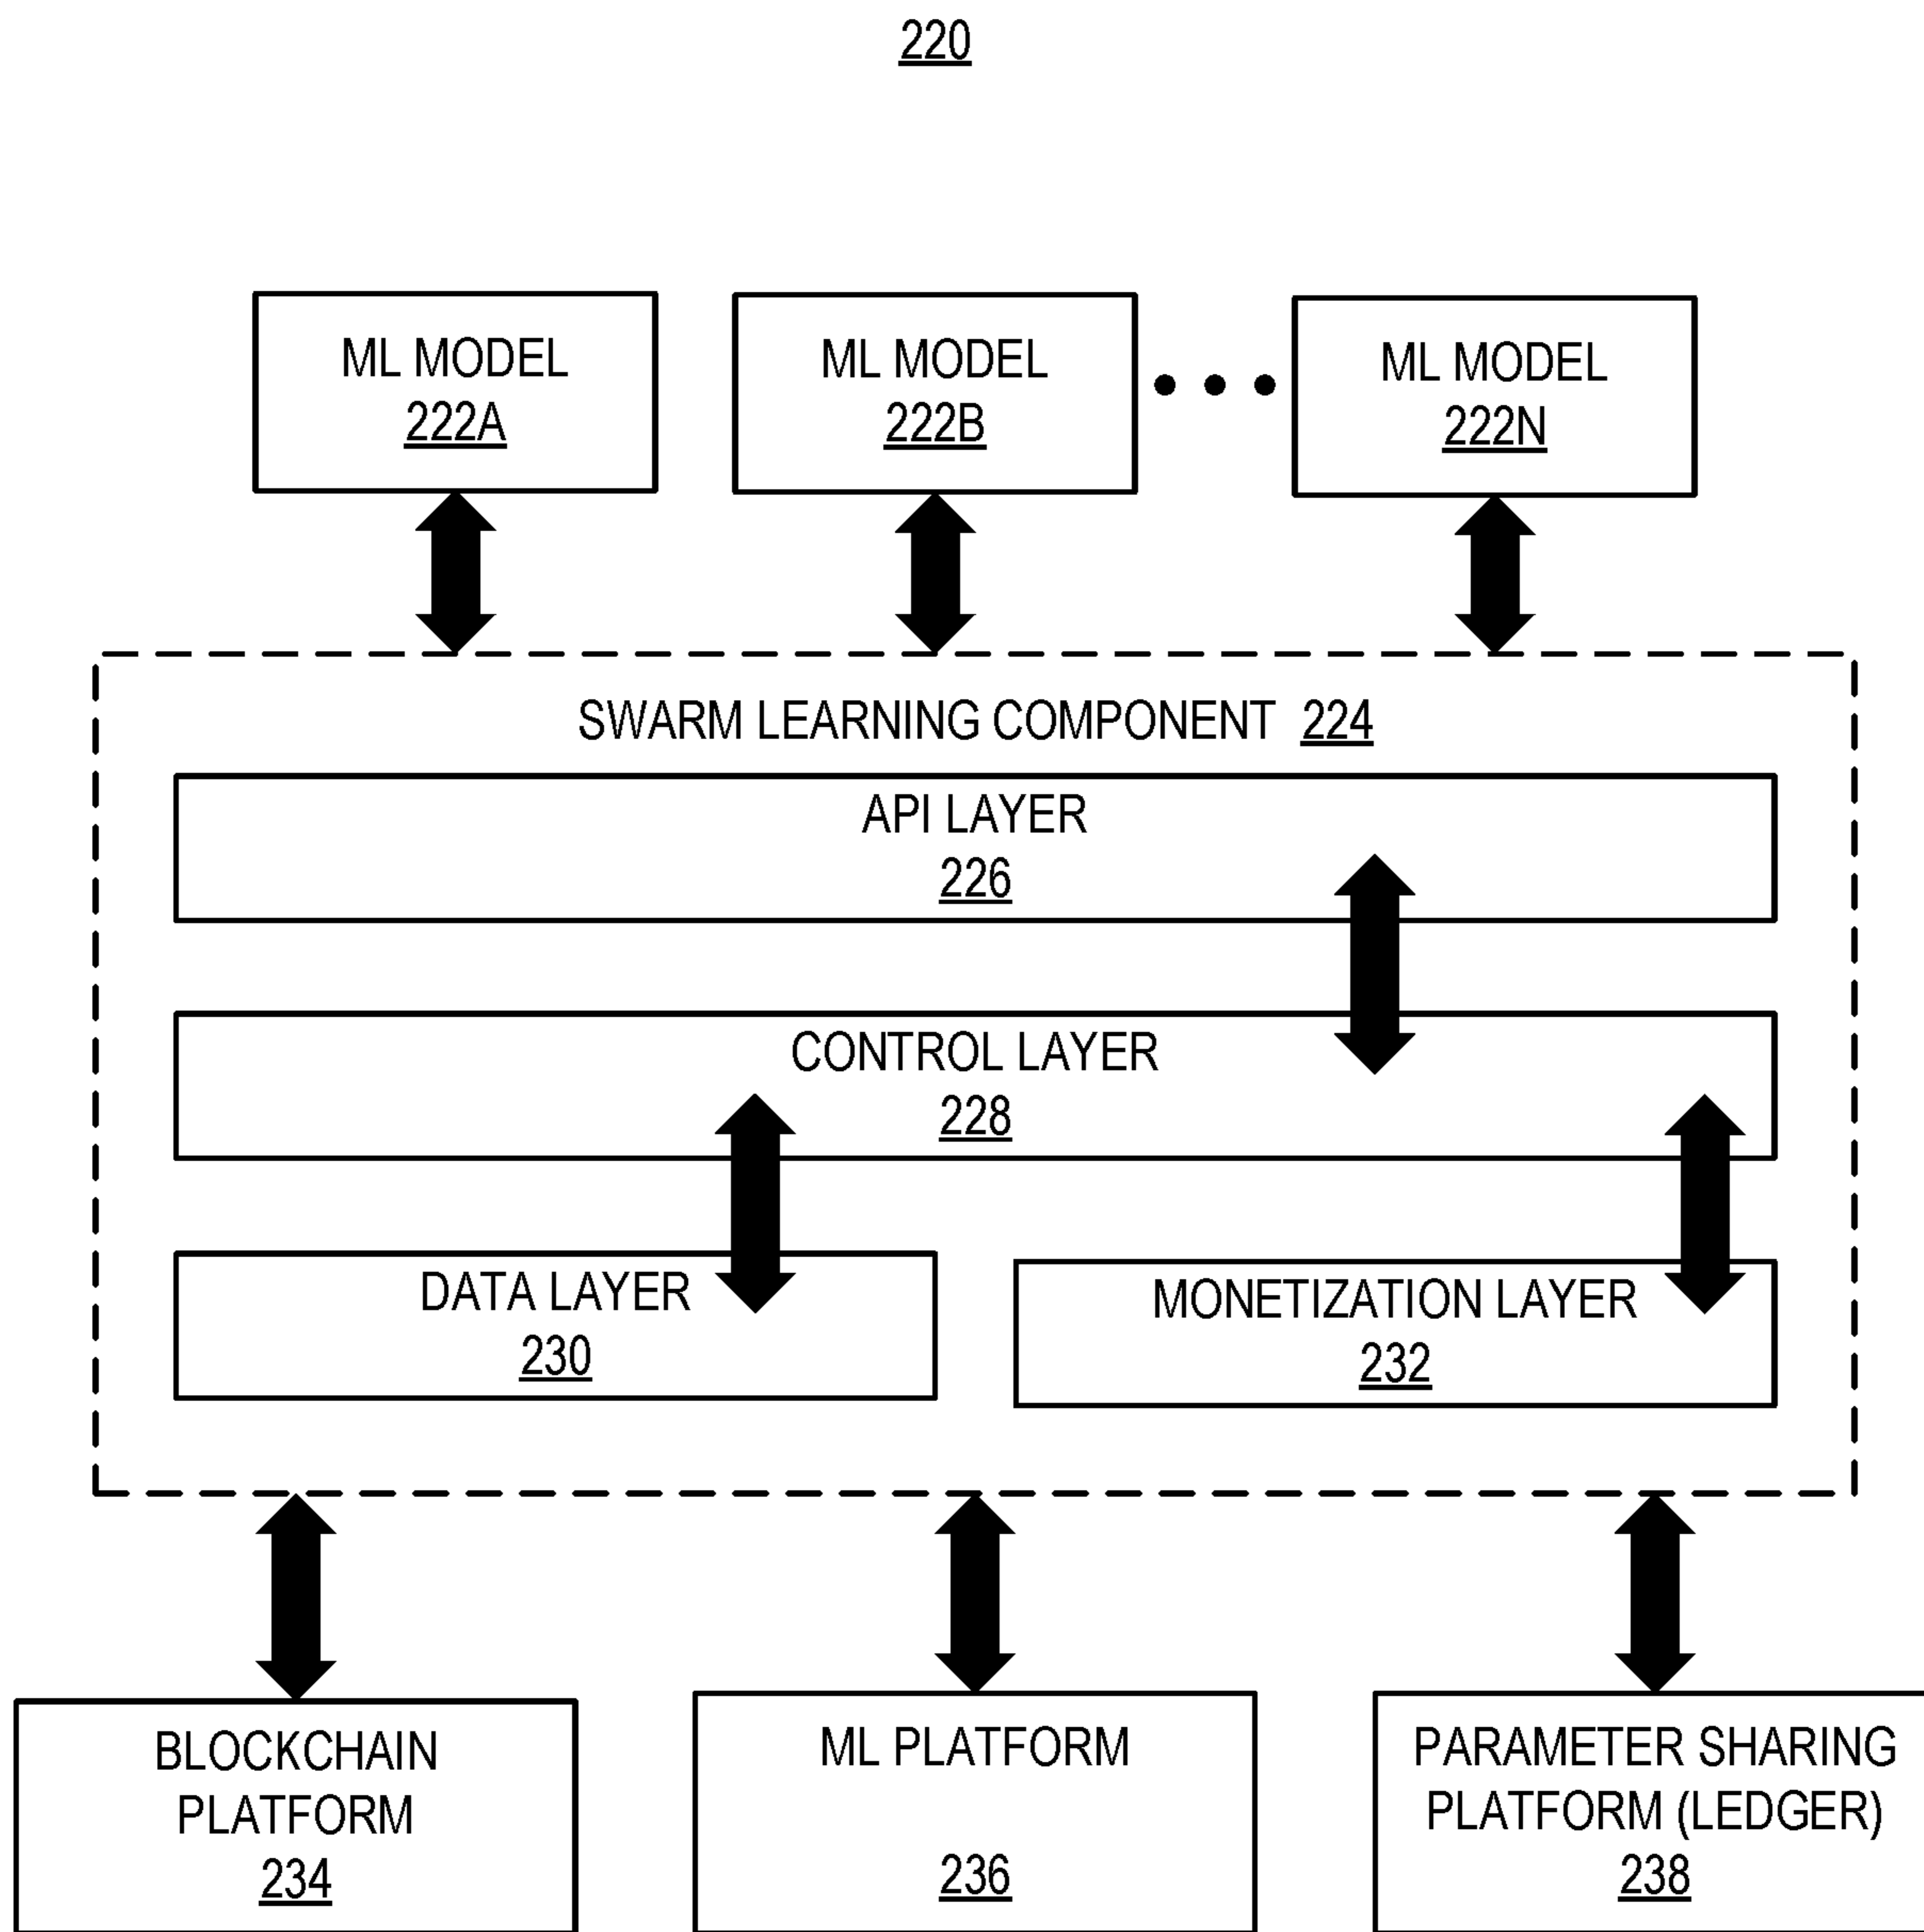 220
ML MODEL
222A
ML MODEL
222B
ML MODEL
222N
SWARM LEARNING COMPONENT 224
API LAYER
226
CONTROL LAYER
228
DATA LAYER
230
MONETIZATION LAYER
232
BLOCKCHAIN
PLATFORM
234
ML PLATFORM
236
PARAMETER SHARING
PLATFORM (LEDGER)
238